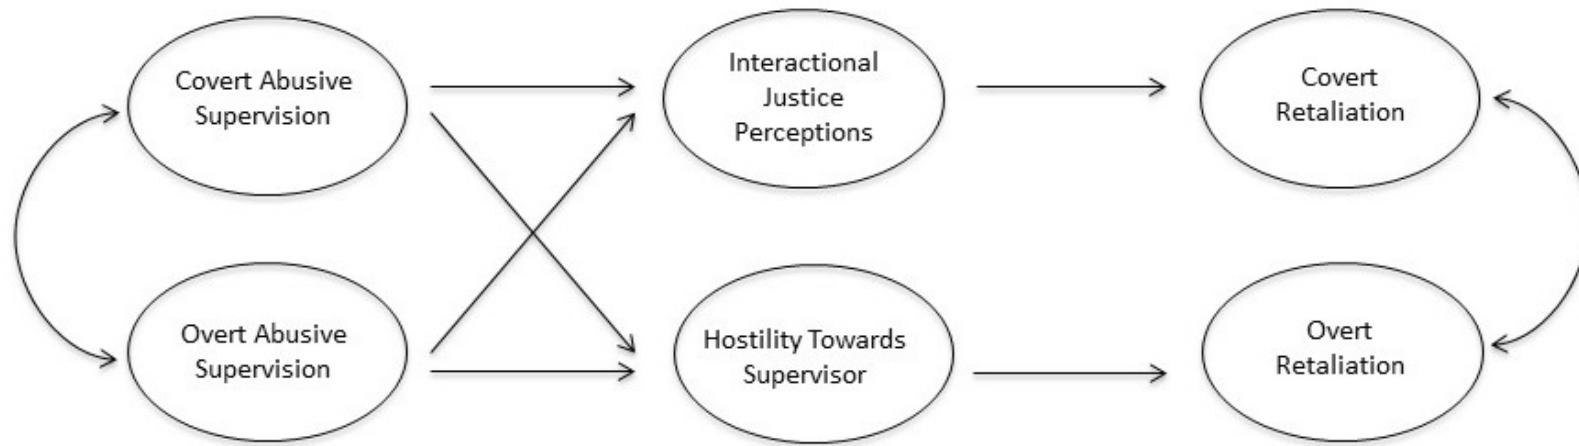 Covert Abusive
Supervision
Interactional
Justice
Perceptions
Covert
Retaliation
Overt Abusive
Supervision
Hostility Towards
Supervisor
Overt
Retaliation